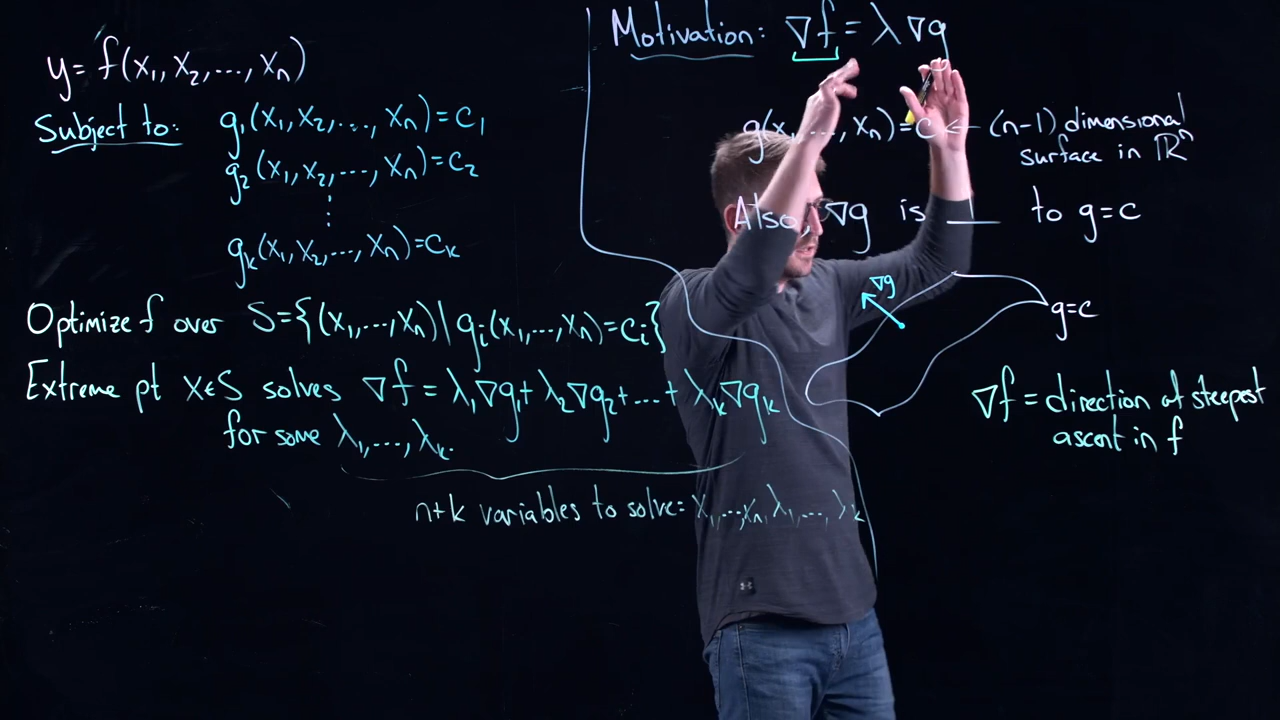 y = f(x₁, x₂, ..., xₙ)
Subject to: g₁(x₁, x₂, ..., xₙ) = c₁
g₂(x₁, x₂, ..., xₙ) = c₂
⋮
gₖ(x₁, x₂, ..., xₙ) = cₖ
Optimize f over S = {(x₁, ..., xₙ) | gᵢ(x₁, ..., xₙ) = cᵢ}
Extreme pt x∈S solves ∇f = λ₁∇g₁ + λ₂∇g₂ + ... + λₖ∇gₖ
for some λ₁, ..., λₖ.
n+k variables to solve: x₁, ..., xₙ, λ₁, ..., λₖ
Motivation: ∇f = λ∇g
g(x₁, ..., xₙ) = c ← (n-1) dimensional
surface in ℝⁿ
Also, ∇g is ⊥ to g=c
∇g
g=c
∇f = direction of steepest
ascent in f